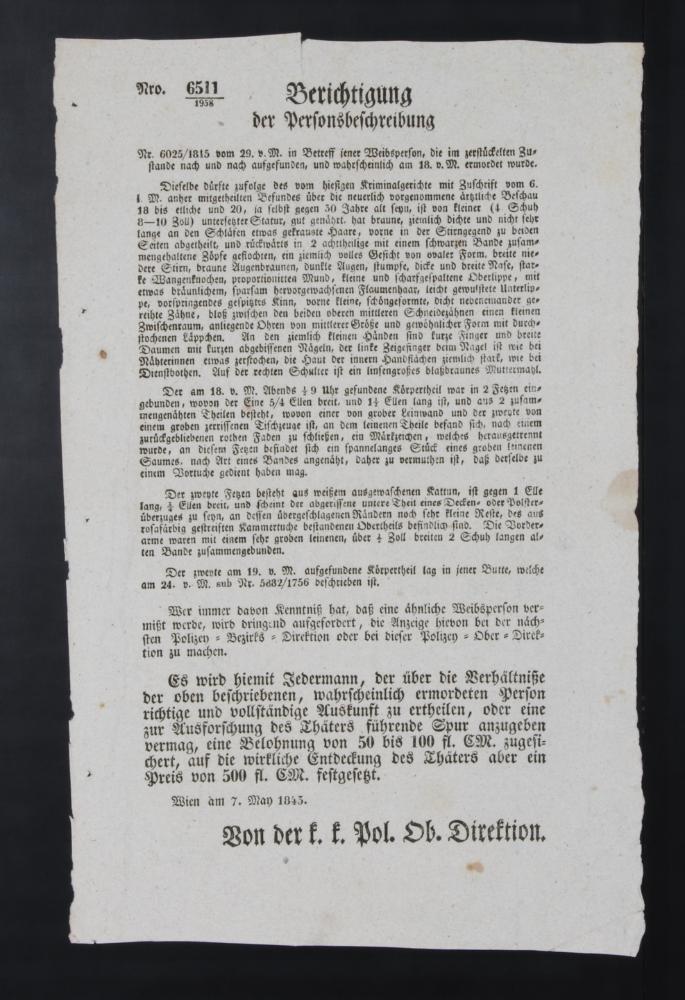 Nro. 6511
1958
Berichtigung
der Personsbeschreibung
Nr. 6025/1815 vom 29. v. M. in Betreff jener Weibsperson, die im zerstückelten Zu-
stande nach und nach aufgefunden, und wahrscheinlich am 18. v. M. ermordet wurde.
Dieselbe dürfte zufolge des vom hiesigen Kriminalgerichte mit Zuschrift vom 6.
l. M. anher mitgetheilten Befundes über die neuerlich vorgenommene ärztliche Beschau
18 bis etliche und 20, ja selbst gegen 30 Jahre alt seyn, ist von kleiner (4 Schuh
8—10 Zoll) untersetzter Statur, gut genährt, hat braune, ziemlich dichte und nicht sehr
lange an den Schläfen etwas gekrauste Haare, vorne in der Stirngegend zu beiden
Seiten abgetheilt, und rückwärts in 2 achttheilige mit einem schwarzen Bande zusam-
mengehaltene Zöpfe geflochten, ein ziemlich volles Gesicht von ovaler Form, breite nie-
dere Stirn, braune Augenbraunen, dunkle Augen, stumpfe, dicke und breite Nase, star-
ke Wangenknochen, proportionirten Mund, kleine und scharfgespaltene Oberlippe, mit
etwas bräunlichem, sparsam hervorgewachsenen Flaumenhaar, leicht gewulstete Unterlip-
pe, vorspringendes gespitztes Kinn, vorne kleine, schöngeformte, dicht nebeneinander ge-
reihte Zähne, bloß zwischen den beiden oberen mittleren Schneidezähnen einen kleinen
Zwischenraum, anliegende Ohren von mittlerer Größe und gewöhnlicher Form mit durch-
stochenen Läppchen. An den ziemlich kleinen Händen sind kurze Finger und breite
Daumen mit kurzen abgebissenen Nägeln, der linke Zeigefinger beim Nagel ist wie bei
Nähterinnen etwas zerstochen, die Haut der innern Handflächen ziemlich stark, wie bei
Dienstbothen. Auf der rechten Schulter ist ein linsengroßes blaßbraunes Muttermahl.
Der am 18. v. M. Abends ½ 9 Uhr gefundene Körpertheil war in 2 Fetzen ein-
gebunden, wovon der Eine 5/4 Ellen breit, und 1½ Ellen lang ist, und aus 2 zusam-
mengenähten Theilen besteht, wovon einer von grober Leinwand und der zweyte von
einem groben zerrissenen Tischzeuge ist, an dem leinenen Theile befand sich, nach einem
zurückgebliebenen rothen Faden zu schließen, ein Märkzeichen, welches herausgetrennt
wurde, an diesem Fetzen befindet sich ein spannelanges Stück eines groben leinenen
Saumes, nach Art eines Bandes angenäht, daher zu vermuthen ist, daß derselbe zu
einem Vortuche gedient haben mag.
Der zweyte Fetzen besteht aus weißem ausgewaschenen Kattun, ist gegen 1 Elle
lang, Ellen breit, und scheint der abgerissene untere Theil eines Decken- oder Polster-
überzuges zu seyn, an dessen übergeschlagenen Rändern noch sehr kleine Reste, des aus
rosafärbig gestreiften Kammertuche bestandenen Obertheils befindlich sind. Die Vorder-
arme waren mit einem sehr groben leinenen, über ½ Zoll breiten 2 Schuh langen al-
ten Bande zusammengebunden.
Der zweyte am 19. v. M. aufgefundene Körpertheil lag in jener Butte, welche
am 24. v. M. sub Nr. 5682/1756 beschrieben ist.
Wer immer davon Kenntniß hat, daß eine ähnliche Weibsperson ver-
mißt werde, wird dringend aufgefordert, die Anzeige hievon bei der näch-
sten Polizey-Bezirks-Direktion oder bei dieser Polizey-Ober-Direk-
tion zu machen.
Es wird hiemit Jedermann, der über die Verhältniße
der oben beschriebenen, wahrscheinlich ermordeten Person
richtige und vollständige Auskunft zu ertheilen, oder eine
zur Ausforschung des Thäters führende Spur anzugeben
vermag, eine Belohnung von 50 bis 100 fl. CM. zugesi-
chert, auf die wirkliche Entdeckung des Thäters aber ein
Preis von 500 fl. CM. festgesetzt.
Wien am 7. May 1845.
Von der k. k. Pol. Ob. Direktion.